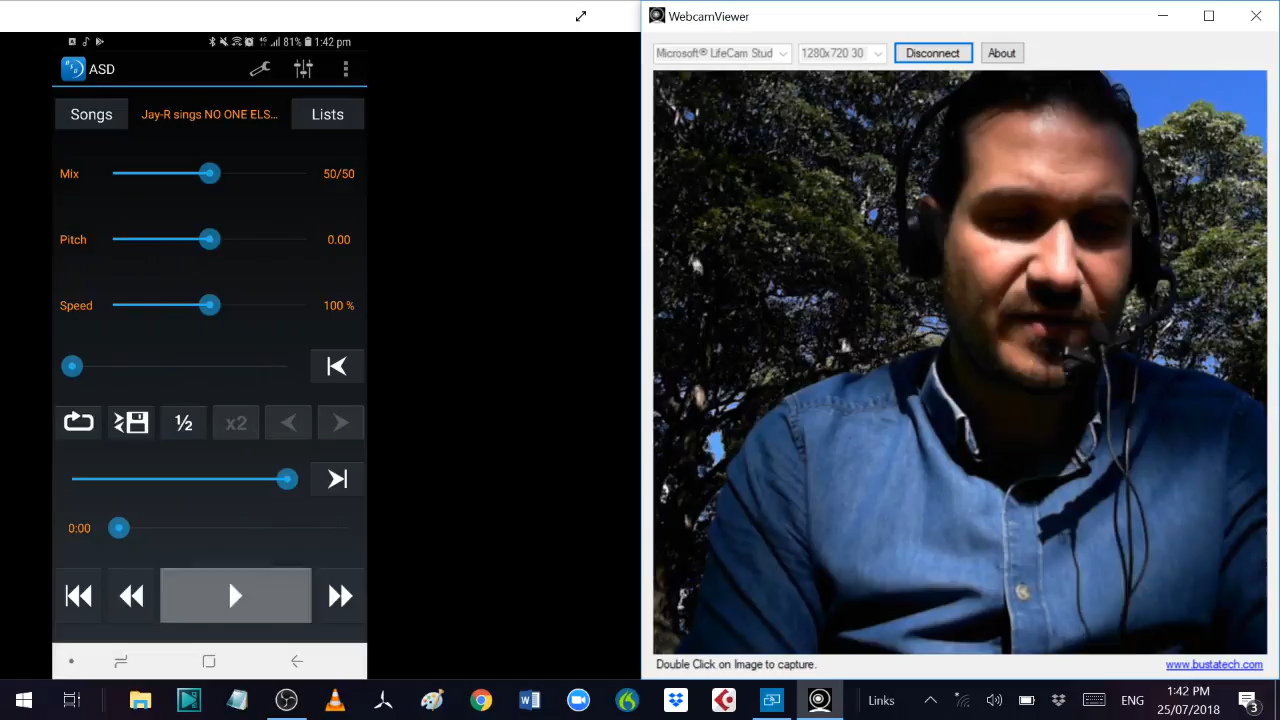 81% 1:42 pm
ASD
Songs
Jay-R sings NO ONE ELS...
Lists
Mix
50/50
Pitch
0.00
Speed
100 %
½
x2
0:00
WebcamViewer
Microsoft® LifeCam Stud
1280x720 30
Disconnect
About
Double Click on Image to capture.
www.bustatech.com
Links
ENG
1:42 PM
25/07/2018
3